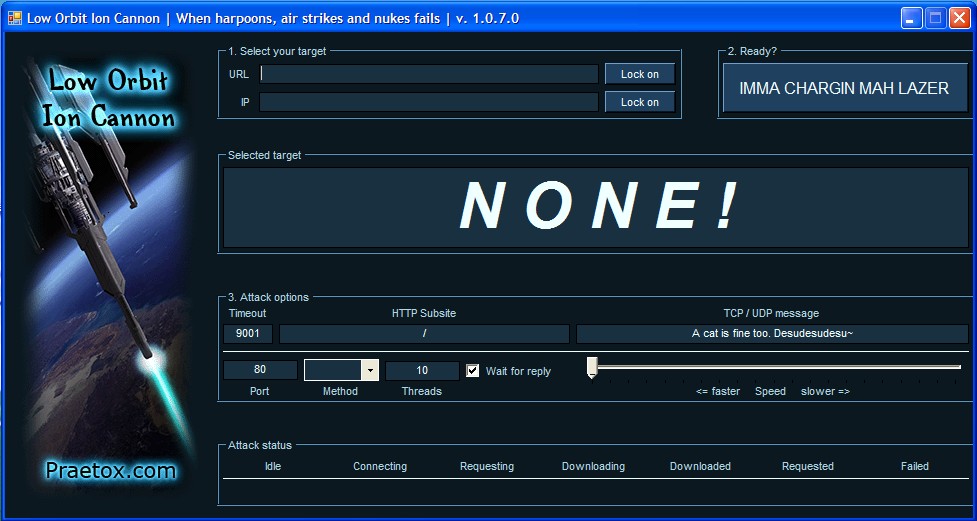 Low Orbit Ion Cannon | When harpoons, air strikes and nukes fails | v. 1.0.7.0
Low Orbit
Ion Cannon
Praetox.com
1. Select your target
URL
Lock on
IP
Lock on
2. Ready?
IMMA CHARGIN MAH LAZER
Selected target
NONE!
3. Attack options
Timeout HTTP Subsite TCP / UDP message
9001 / A cat is fine too. Desudesudesu~
80 10 Wait for reply
Port Method Threads <= faster Speed slower =>
Attack status
Idle Connecting Requesting Downloading Downloaded Requested Failed